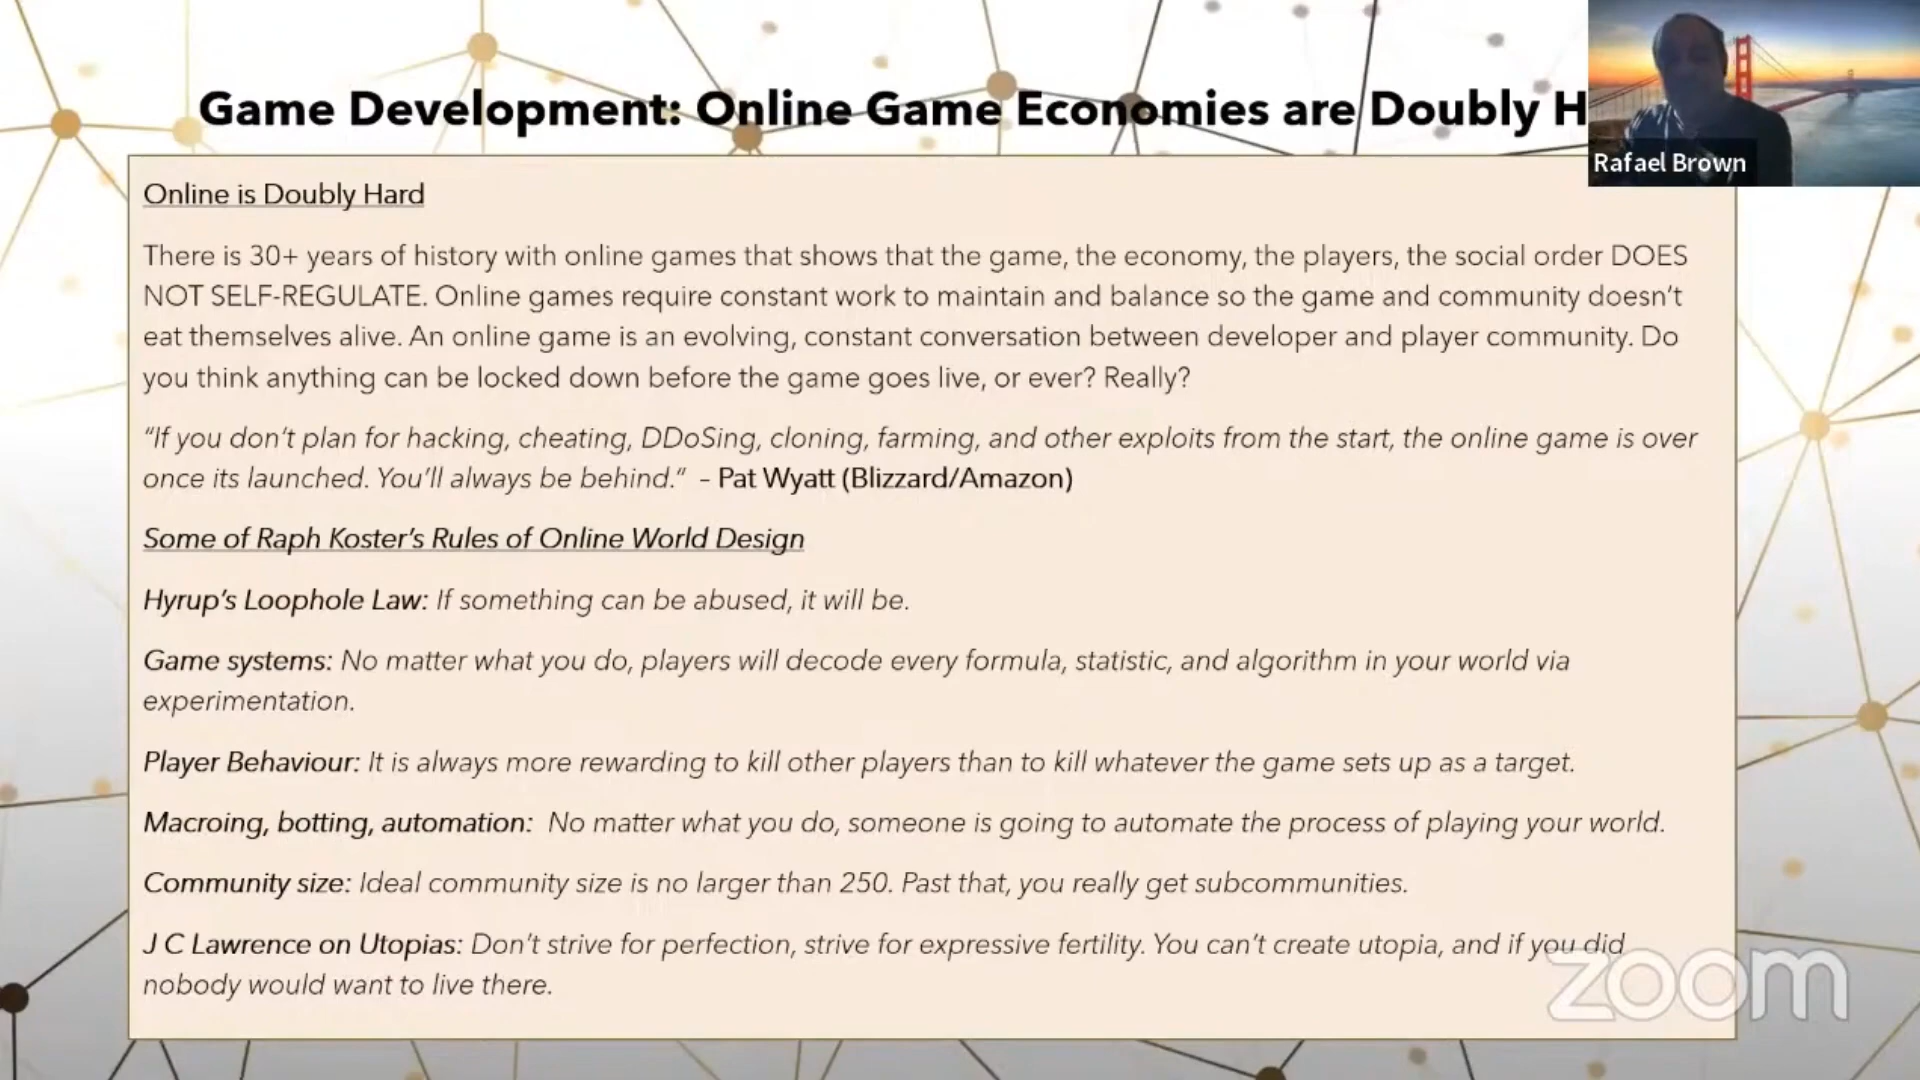 Game Development: Online Game Economies are Doubly H
Rafael Brown
Online is Doubly Hard
There is 30+ years of history with online games that shows that the game, the economy, the players, the social order DOES
NOT SELF-REGULATE. Online games require constant work to maintain and balance so the game and community doesn't
eat themselves alive. An online game is an evolving, constant conversation between developer and player community. Do
you think anything can be locked down before the game goes live, or ever? Really?
"If you don't plan for hacking, cheating, DDoSing, cloning, farming, and other exploits from the start, the online game is over
once its launched. You'll always be behind." – Pat Wyatt (Blizzard/Amazon)
Some of Raph Koster's Rules of Online World Design
Hyrup's Loophole Law: If something can be abused, it will be.
Game systems: No matter what you do, players will decode every formula, statistic, and algorithm in your world via
experimentation.
Player Behaviour: It is always more rewarding to kill other players than to kill whatever the game sets up as a target.
Macroing, botting, automation: No matter what you do, someone is going to automate the process of playing your world.
Community size: Ideal community size is no larger than 250. Past that, you really get subcommunities.
J C Lawrence on Utopias: Don't strive for perfection, strive for expressive fertility. You can't create utopia, and if you did
nobody would want to live there.
zoom